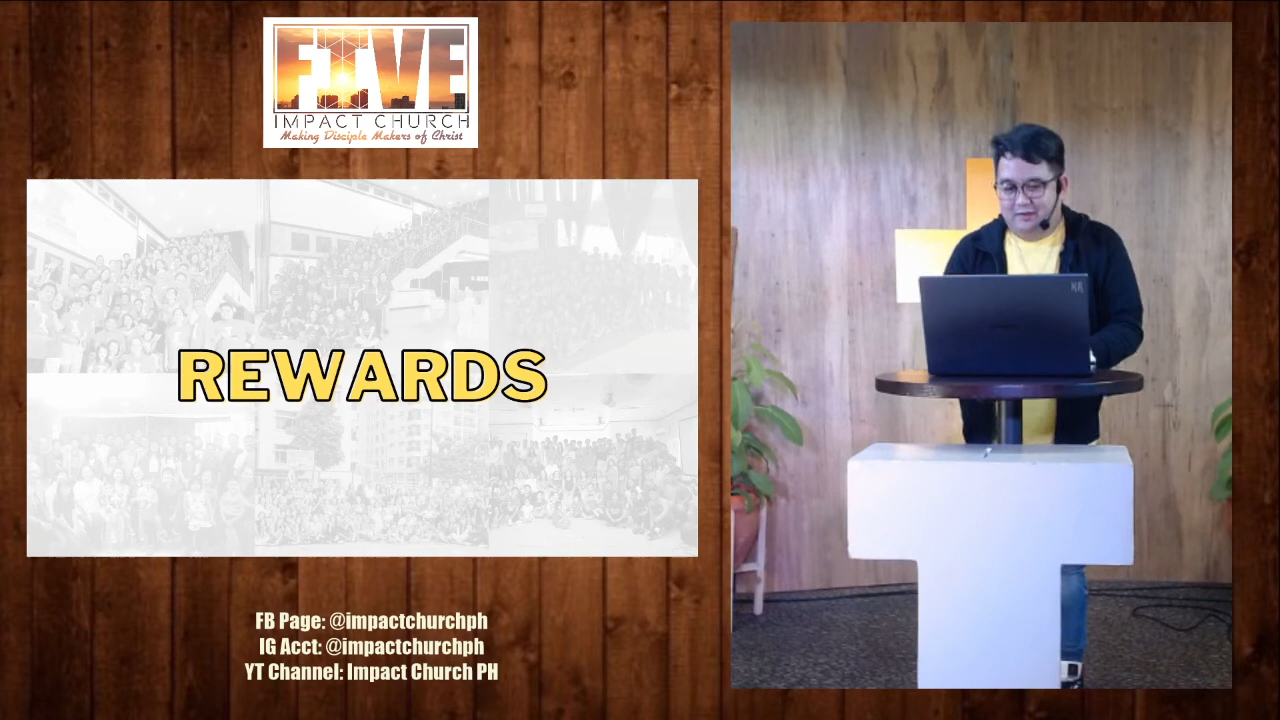 FIVE
IMPACT CHURCH
Making Disciple Makers of Christ
REWARDS
FB Page: @impactchurchph
IG Acct: @impactchurchph
YT Channel: Impact Church PH